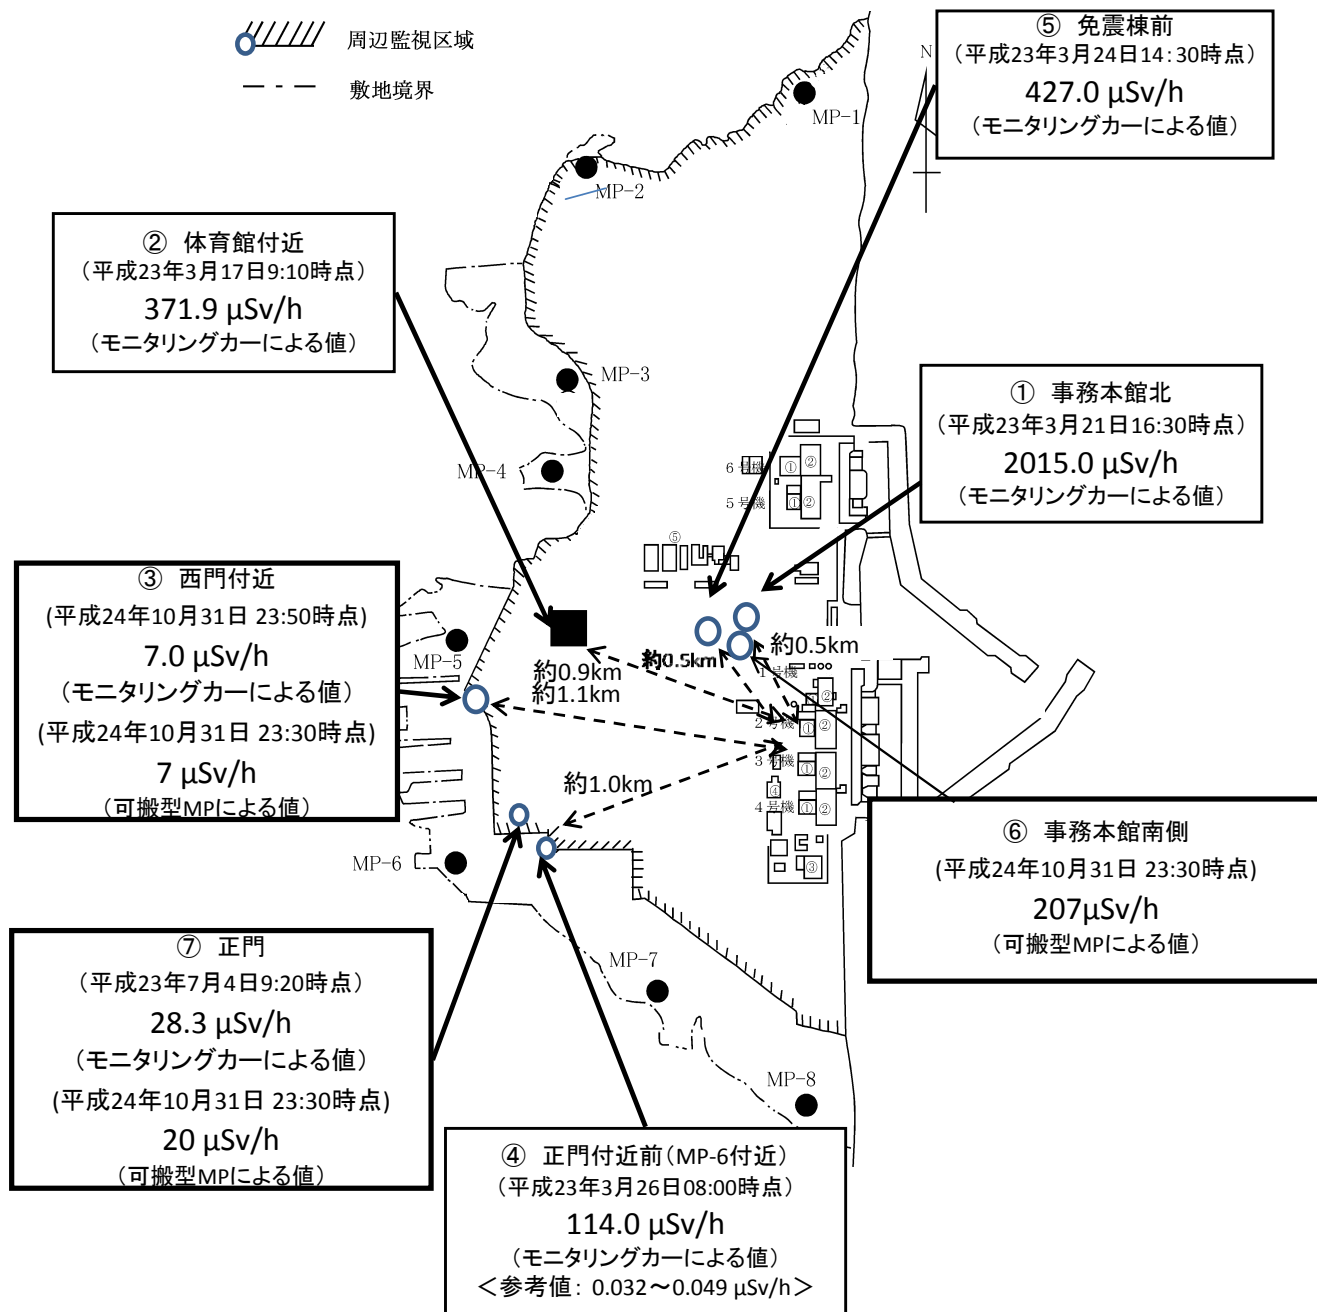 周辺監視区域
敷地境界
⑤ 免震棟前
（平成23年3月24日14:30時点）
427.0 μSv/h
（モニタリングカーによる値）
N
MP-1
MP-2
② 体育館付近
（平成23年3月17日9:10時点）
371.9 μSv/h
（モニタリングカーによる値）
MP-3
① 事務本館北
（平成23年3月21日16:30時点）
2015.0 μSv/h
（モニタリングカーによる値）
MP-4
6号機
①
②
5号機
①
②
⑤
③ 西門付近
(平成24年10月31日 23:50時点)
7.0 μSv/h
（モニタリングカーによる値）
(平成24年10月31日 23:30時点)
7 μSv/h
（可搬型MPによる値）
MP-5
約0.9km
約1.1km
約0.5km
約0.5km
1号機
②
2号機
①
②
3号機
①
②
約1.0km
④
4号機
①
②
③
MP-6
⑥ 事務本館南側
(平成24年10月31日 23:30時点)
207μSv/h
（可搬型MPによる値）
⑦ 正門
（平成23年7月4日9:20時点）
28.3 μSv/h
（モニタリングカーによる値）
(平成24年10月31日 23:30時点)
20 μSv/h
（可搬型MPによる値）
MP-7
MP-8
④ 正門付近前（MP-6付近）
（平成23年3月26日08:00時点）
114.0 μSv/h
（モニタリングカーによる値）
＜参考値： 0.032～0.049 μSv/h＞